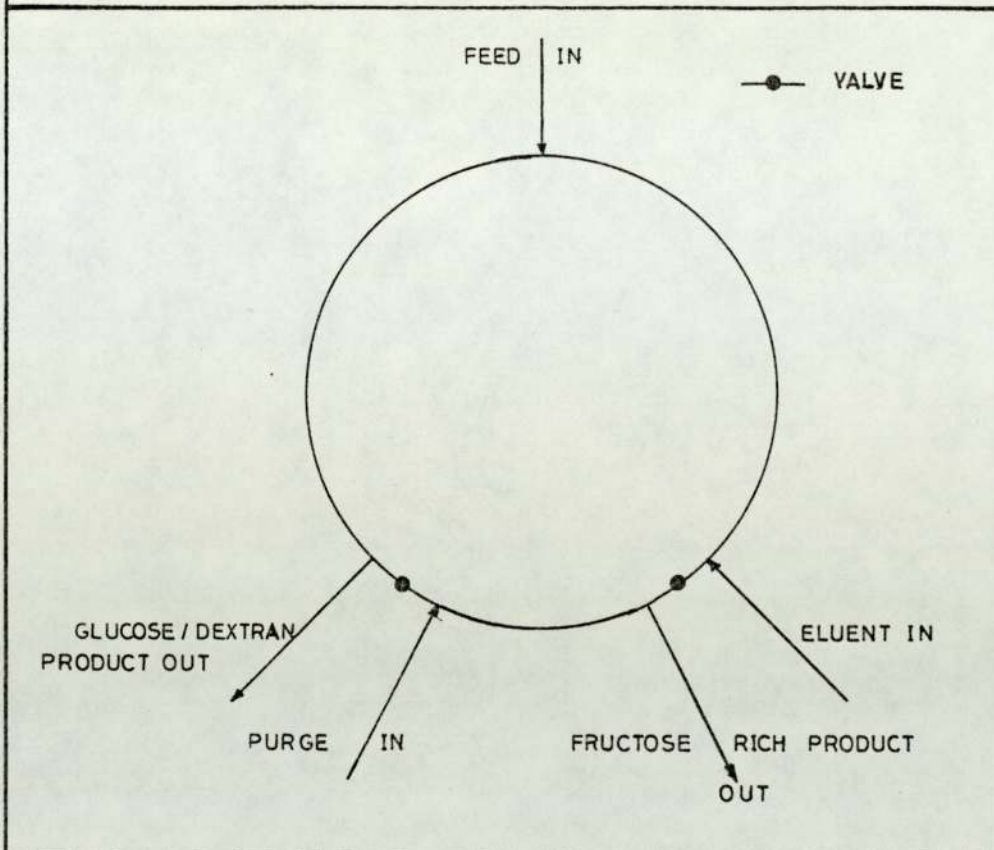 FEED IN
VALVE
GLUCOSE / DEXTRAN
PRODUCT OUT
ELUENT IN
PURGE IN
FRUCTOSE RICH PRODUCT
OUT